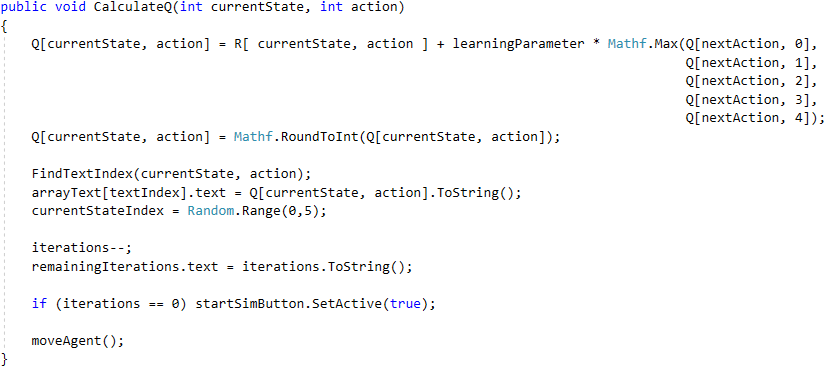 public void CalculateQ(int currentState, int action)
{
    Q[currentState, action] = R[ currentState, action ] + learningParameter * Mathf.Max(Q[nextAction, 0],
                                                                                   Q[nextAction, 1],
                                                                                   Q[nextAction, 2],
                                                                                   Q[nextAction, 3],
                                                                                   Q[nextAction, 4]);
    Q[currentState, action] = Mathf.RoundToInt(Q[currentState, action]);

    FindTextIndex(currentState, action);
    arrayText[textIndex].text = Q[currentState, action].ToString();
    currentStateIndex = Random.Range(0,5);

    iterations--;
    remainingIterations.text = iterations.ToString();

    if (iterations == 0) startSimButton.SetActive(true);

    moveAgent();
}